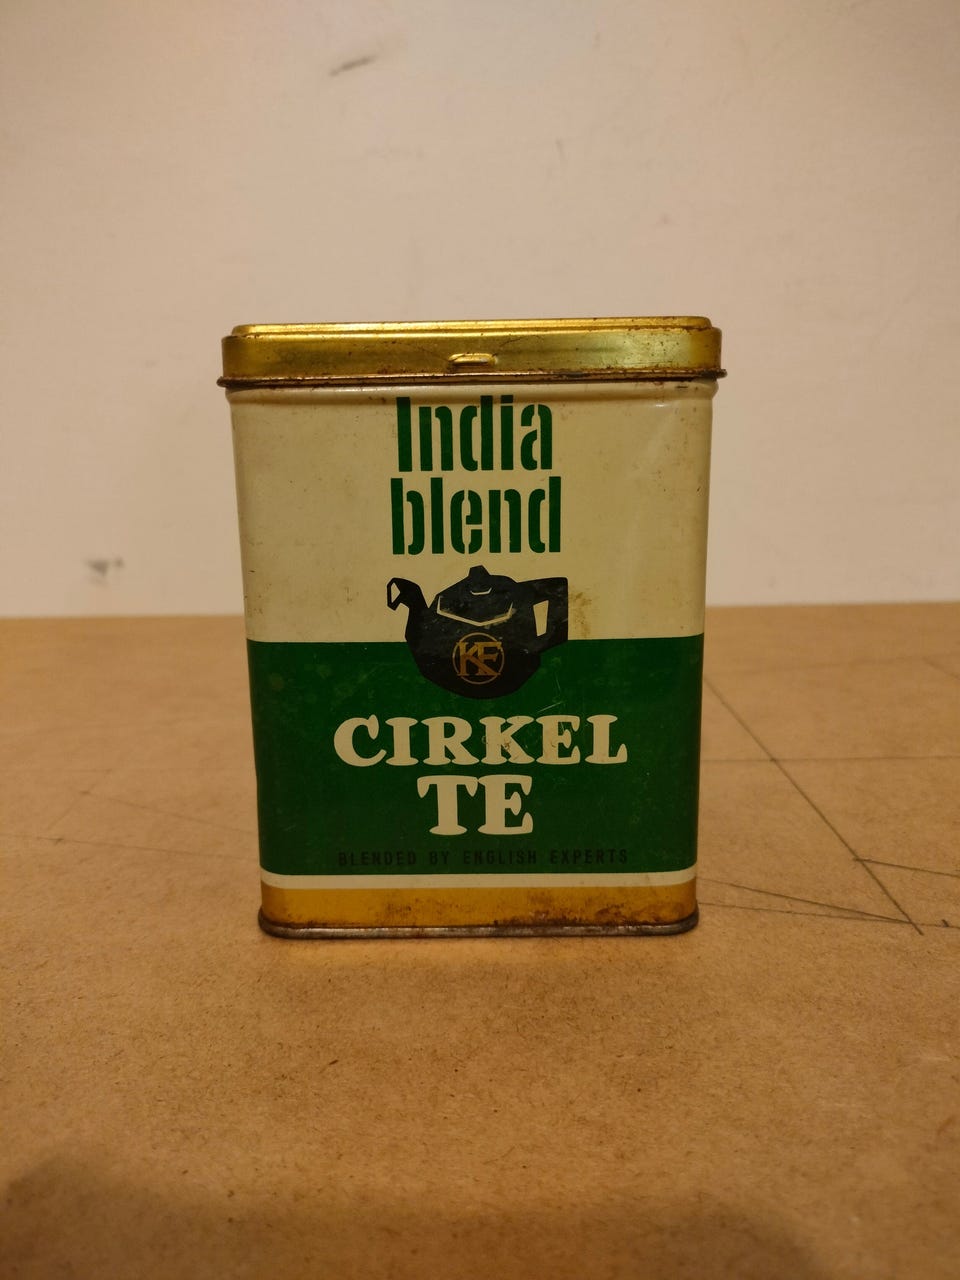 India
blend
KF
CIRKEL
TE
BLENDED BY ENGLISH EXPERTS